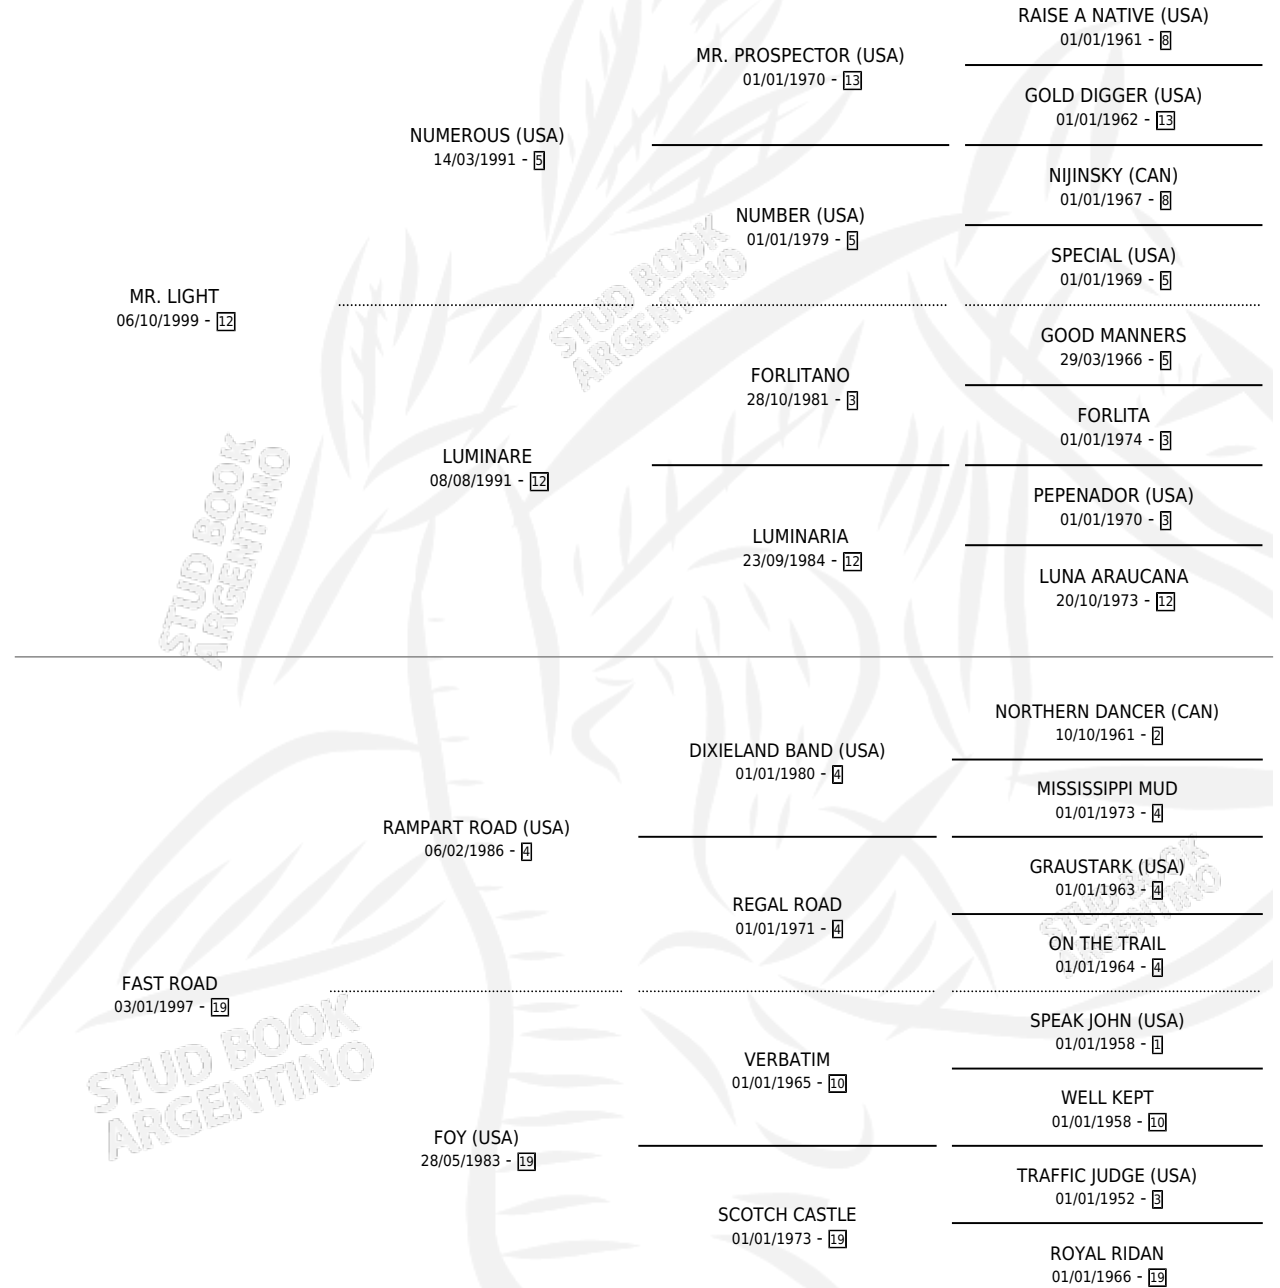 RAISE A NATIVE (USA)
01/01/1961 - 8
MR. PROSPECTOR (USA)
01/01/1970 - 13
GOLD DIGGER (USA)
01/01/1962 - 13
NUMEROUS (USA)
14/03/1991 - 5
NIJINSKY (CAN)
01/01/1967 - 8
NUMBER (USA)
01/01/1979 - 5
SPECIAL (USA)
01/01/1969 - 5
MR. LIGHT
06/10/1999 - 12
GOOD MANNERS
29/03/1966 - 5
FORLITANO
28/10/1981 - 3
FORLITA
01/01/1974 - 3
LUMINARE
08/08/1991 - 12
PEPENADOR (USA)
01/01/1970 - 3
LUMINARIA
23/09/1984 - 12
LUNA ARAUCANA
20/10/1973 - 12
NORTHERN DANCER (CAN)
10/10/1961 - 2
DIXIELAND BAND (USA)
01/01/1980 - 4
MISSISSIPPI MUD
01/01/1973 - 4
RAMPART ROAD (USA)
06/02/1986 - 4
GRAUSTARK (USA)
01/01/1963 - 4
REGAL ROAD
01/01/1971 - 4
ON THE TRAIL
01/01/1964 - 4
FAST ROAD
03/01/1997 - 19
SPEAK JOHN (USA)
01/01/1958 - 1
VERBATIM
01/01/1965 - 10
WELL KEPT
01/01/1958 - 10
FOY (USA)
28/05/1983 - 19
TRAFFIC JUDGE (USA)
01/01/1952 - 3
SCOTCH CASTLE
01/01/1973 - 19
ROYAL RIDAN
01/01/1966 - 19
STUD BOOK
ARGENTINO
STUD BOOK
ARGENTINO
STUD BOOK
ARGENTINO
STUD BOOK
ARGENTINO